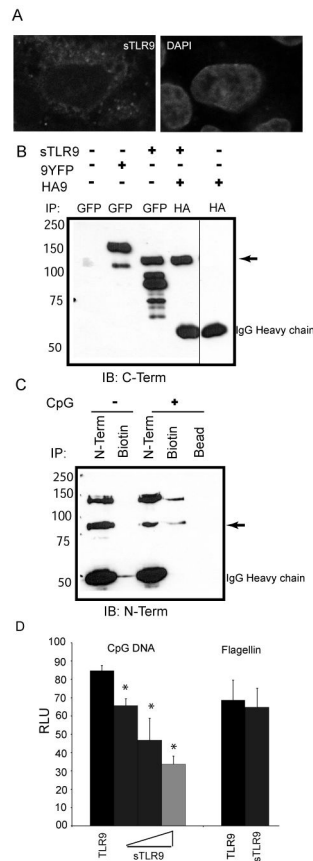 A
sTLR9 DAPI
B
sTLR9 - - + + -
9YFP - + - - -
HA9 - - - + +
IP: GFP GFP GFP HA HA
250
150
100
75
50
IgG Heavy chain
IB: C-Term
C
CpG - +
IP: N-Term Biotin N-Term Biotin Bead
250
150
100
75
50
IgG Heavy chain
IB: N-Term
D
CpG DNA Flagellin
100
90
80
70
60
50
40
30
20
10
00
RLU
* * *
TLR9 sTLR9 TLR9 sTLR9